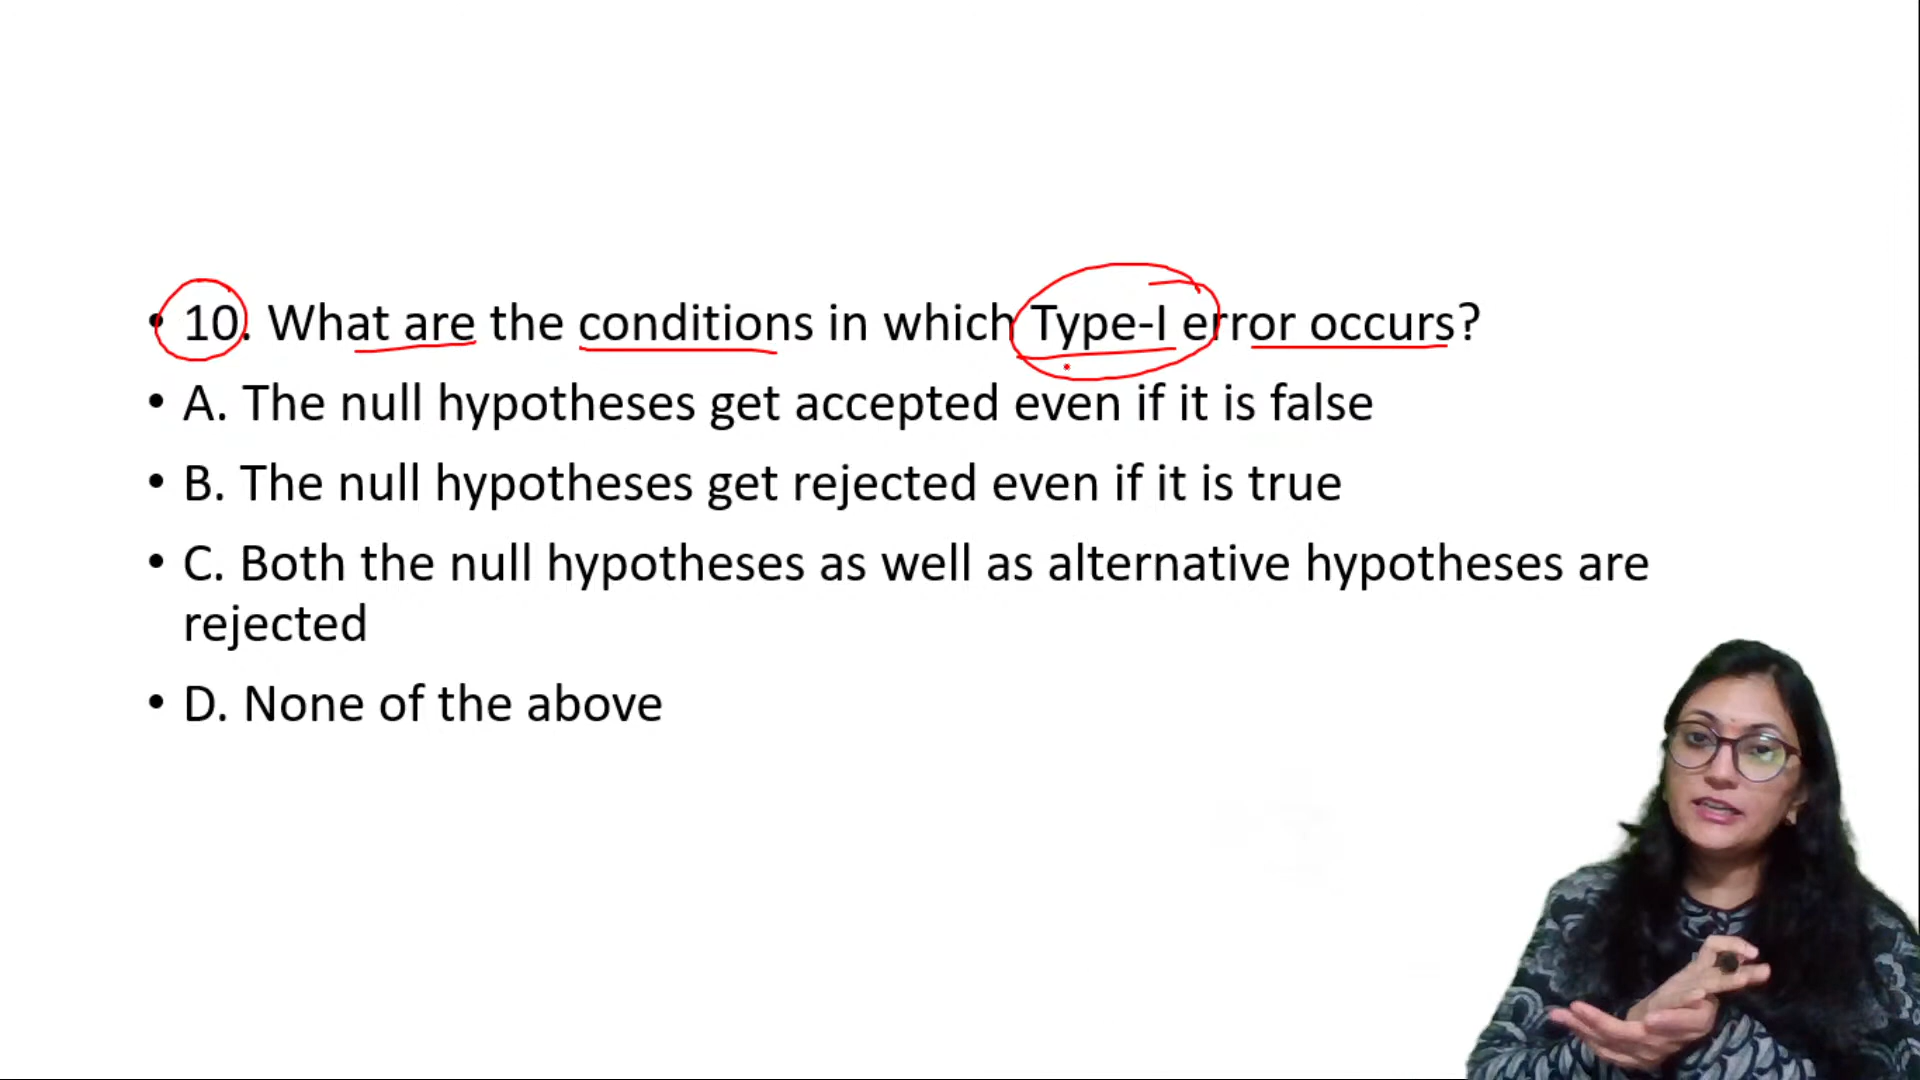 • 10. What are the conditions in which Type-I error occurs?
• A. The null hypotheses get accepted even if it is false
• B. The null hypotheses get rejected even if it is true
• C. Both the null hypotheses as well as alternative hypotheses are
rejected
• D. None of the above